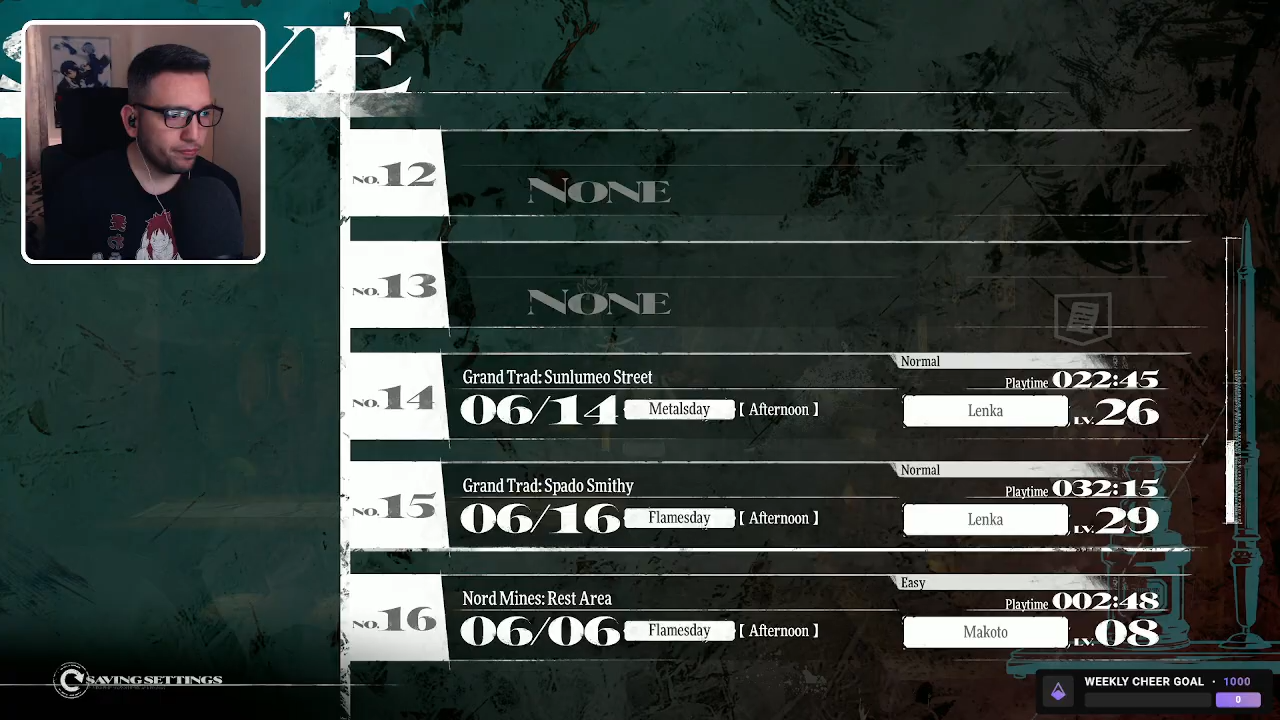 NO.12
NONE
NO.13
NONE
NO.14
Grand Trad: Sunlumeo Street
Normal
Playtime 022:45
06/14 Metalsday [ Afternoon ]
Lenka LV.26
NO.15
Grand Trad: Spado Smithy
Normal
Playtime 032:15
06/16 Flamesday [ Afternoon ]
Lenka LV.29
NO.16
Nord Mines: Rest Area
Easy
Playtime 002:48
06/06 Flamesday [ Afternoon ]
Makoto LV.08
SAVING SETTINGS
WEEKLY CHEER GOAL · 1000
0